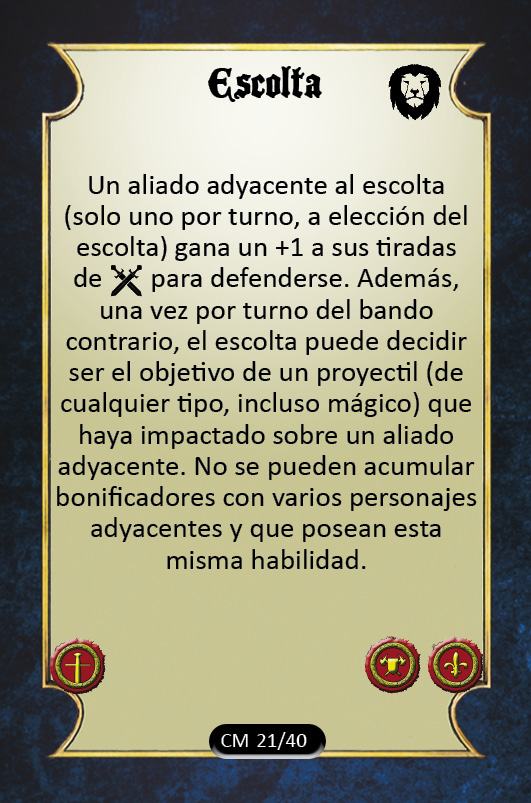 Escolta
Un aliado adyacente al escolta
(solo uno por turno, a elección del
escolta) gana un +1 a sus tiradas
de para defenderse. Además,
una vez por turno del bando
contrario, el escolta puede decidir
ser el objetivo de un proyectil (de
cualquier tipo, incluso mágico) que
haya impactado sobre un aliado
adyacente. No se pueden acumular
bonificadores con varios personajes
adyacentes y que posean esta
misma habilidad.
CM 21/40